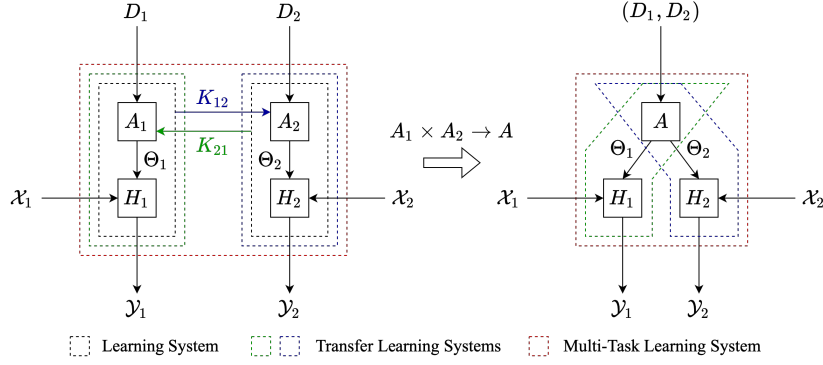 D₁ D₂ (D₁, D₂)
K₁₂
A₁ A₂ A₁ × A₂ → A A
K₂₁
Θ₁ Θ₂ Θ₁ Θ₂
𝒳₁ H₁ H₂ 𝒳₂ 𝒳₁ H₁ H₂ 𝒳₂
𝒴₁ 𝒴₂ 𝒴₁ 𝒴₂
Learning System Transfer Learning Systems Multi-Task Learning System